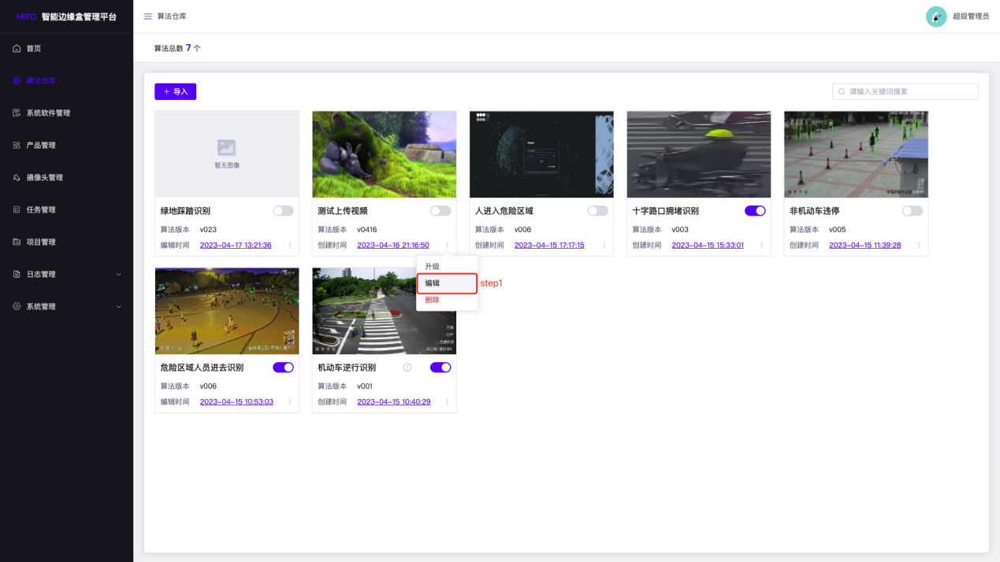 HITO 智能边缘盒管理平台
算法仓库
超级管理员
首页
算法仓库
系统软件管理
产品管理
摄像头管理
任务管理
项目管理
日志管理
系统管理
算法总数 7 个
+ 导入
请输入关键词搜索
暂无图像
绿地踩踏识别
算法版本 v023
编辑时间 2023-04-17 13:21:36
测试上传视频
算法版本 v0416
创建时间 2023-04-16 21:16:50
人进入危险区域
算法版本 v006
创建时间 2023-04-15 17:17:15
十字路口拥堵识别
算法版本 v003
创建时间 2023-04-15 15:33:01
非机动车违停
算法版本 v005
创建时间 2023-04-15 11:39:28
升级
编辑
step1
删除
危险区域人员进去识别
算法版本 v006
编辑时间 2023-04-15 10:53:03
机动车逆行识别
算法版本 v001
创建时间 2023-04-15 10:40:29